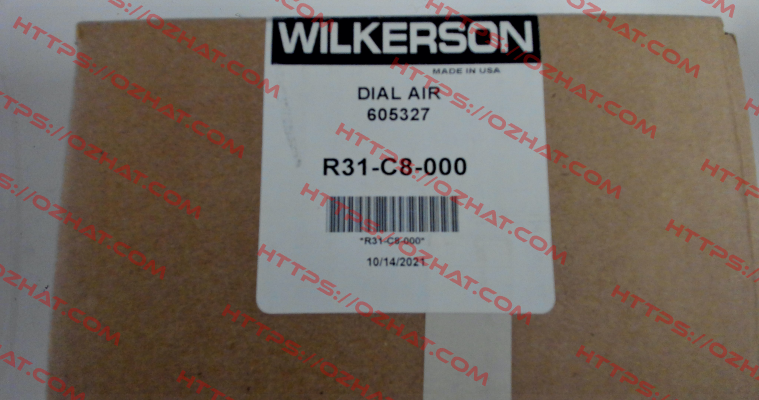 WILKERSON
MADE IN USA
DIAL AIR
605327
R31-C8-000
*R31-C8-000*
10/14/2021
HTTPS://OZHAT.COM